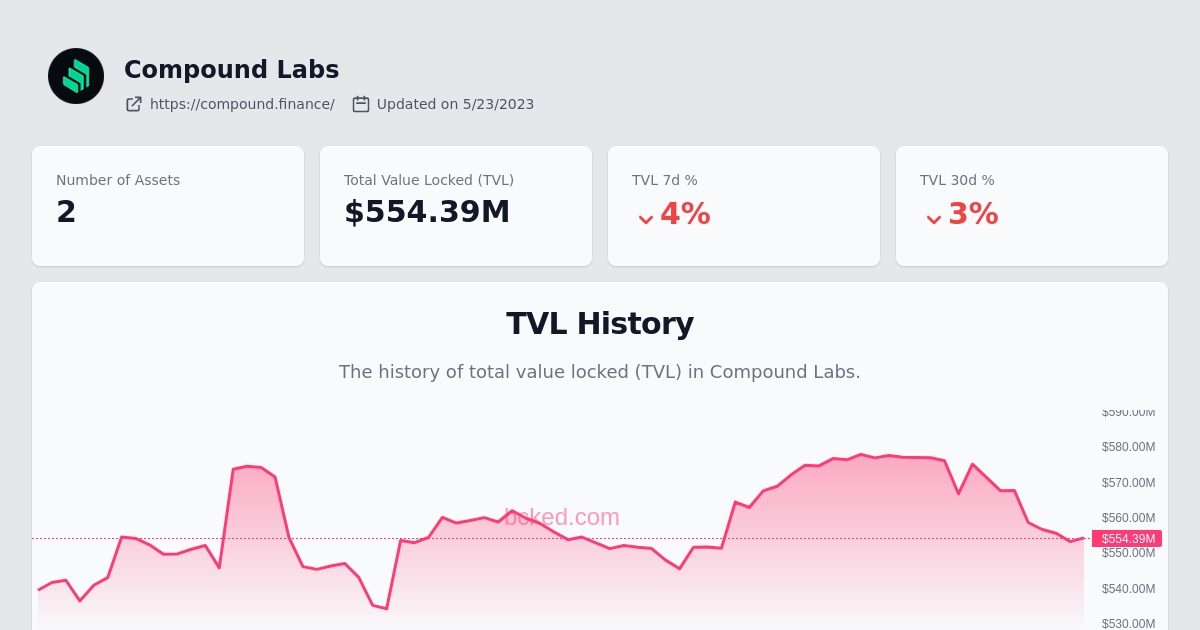 Compound Labs
https://compound.finance/ Updated on 5/23/2023
Number of Assets
2
Total Value Locked (TVL)
$554.39M
TVL 7d %
4%
TVL 30d %
3%
TVL History
The history of total value locked (TVL) in Compound Labs.
$590.00M
$580.00M
$570.00M
$560.00M
bcked.com
$554.39M
$550.00M
$540.00M
$530.00M